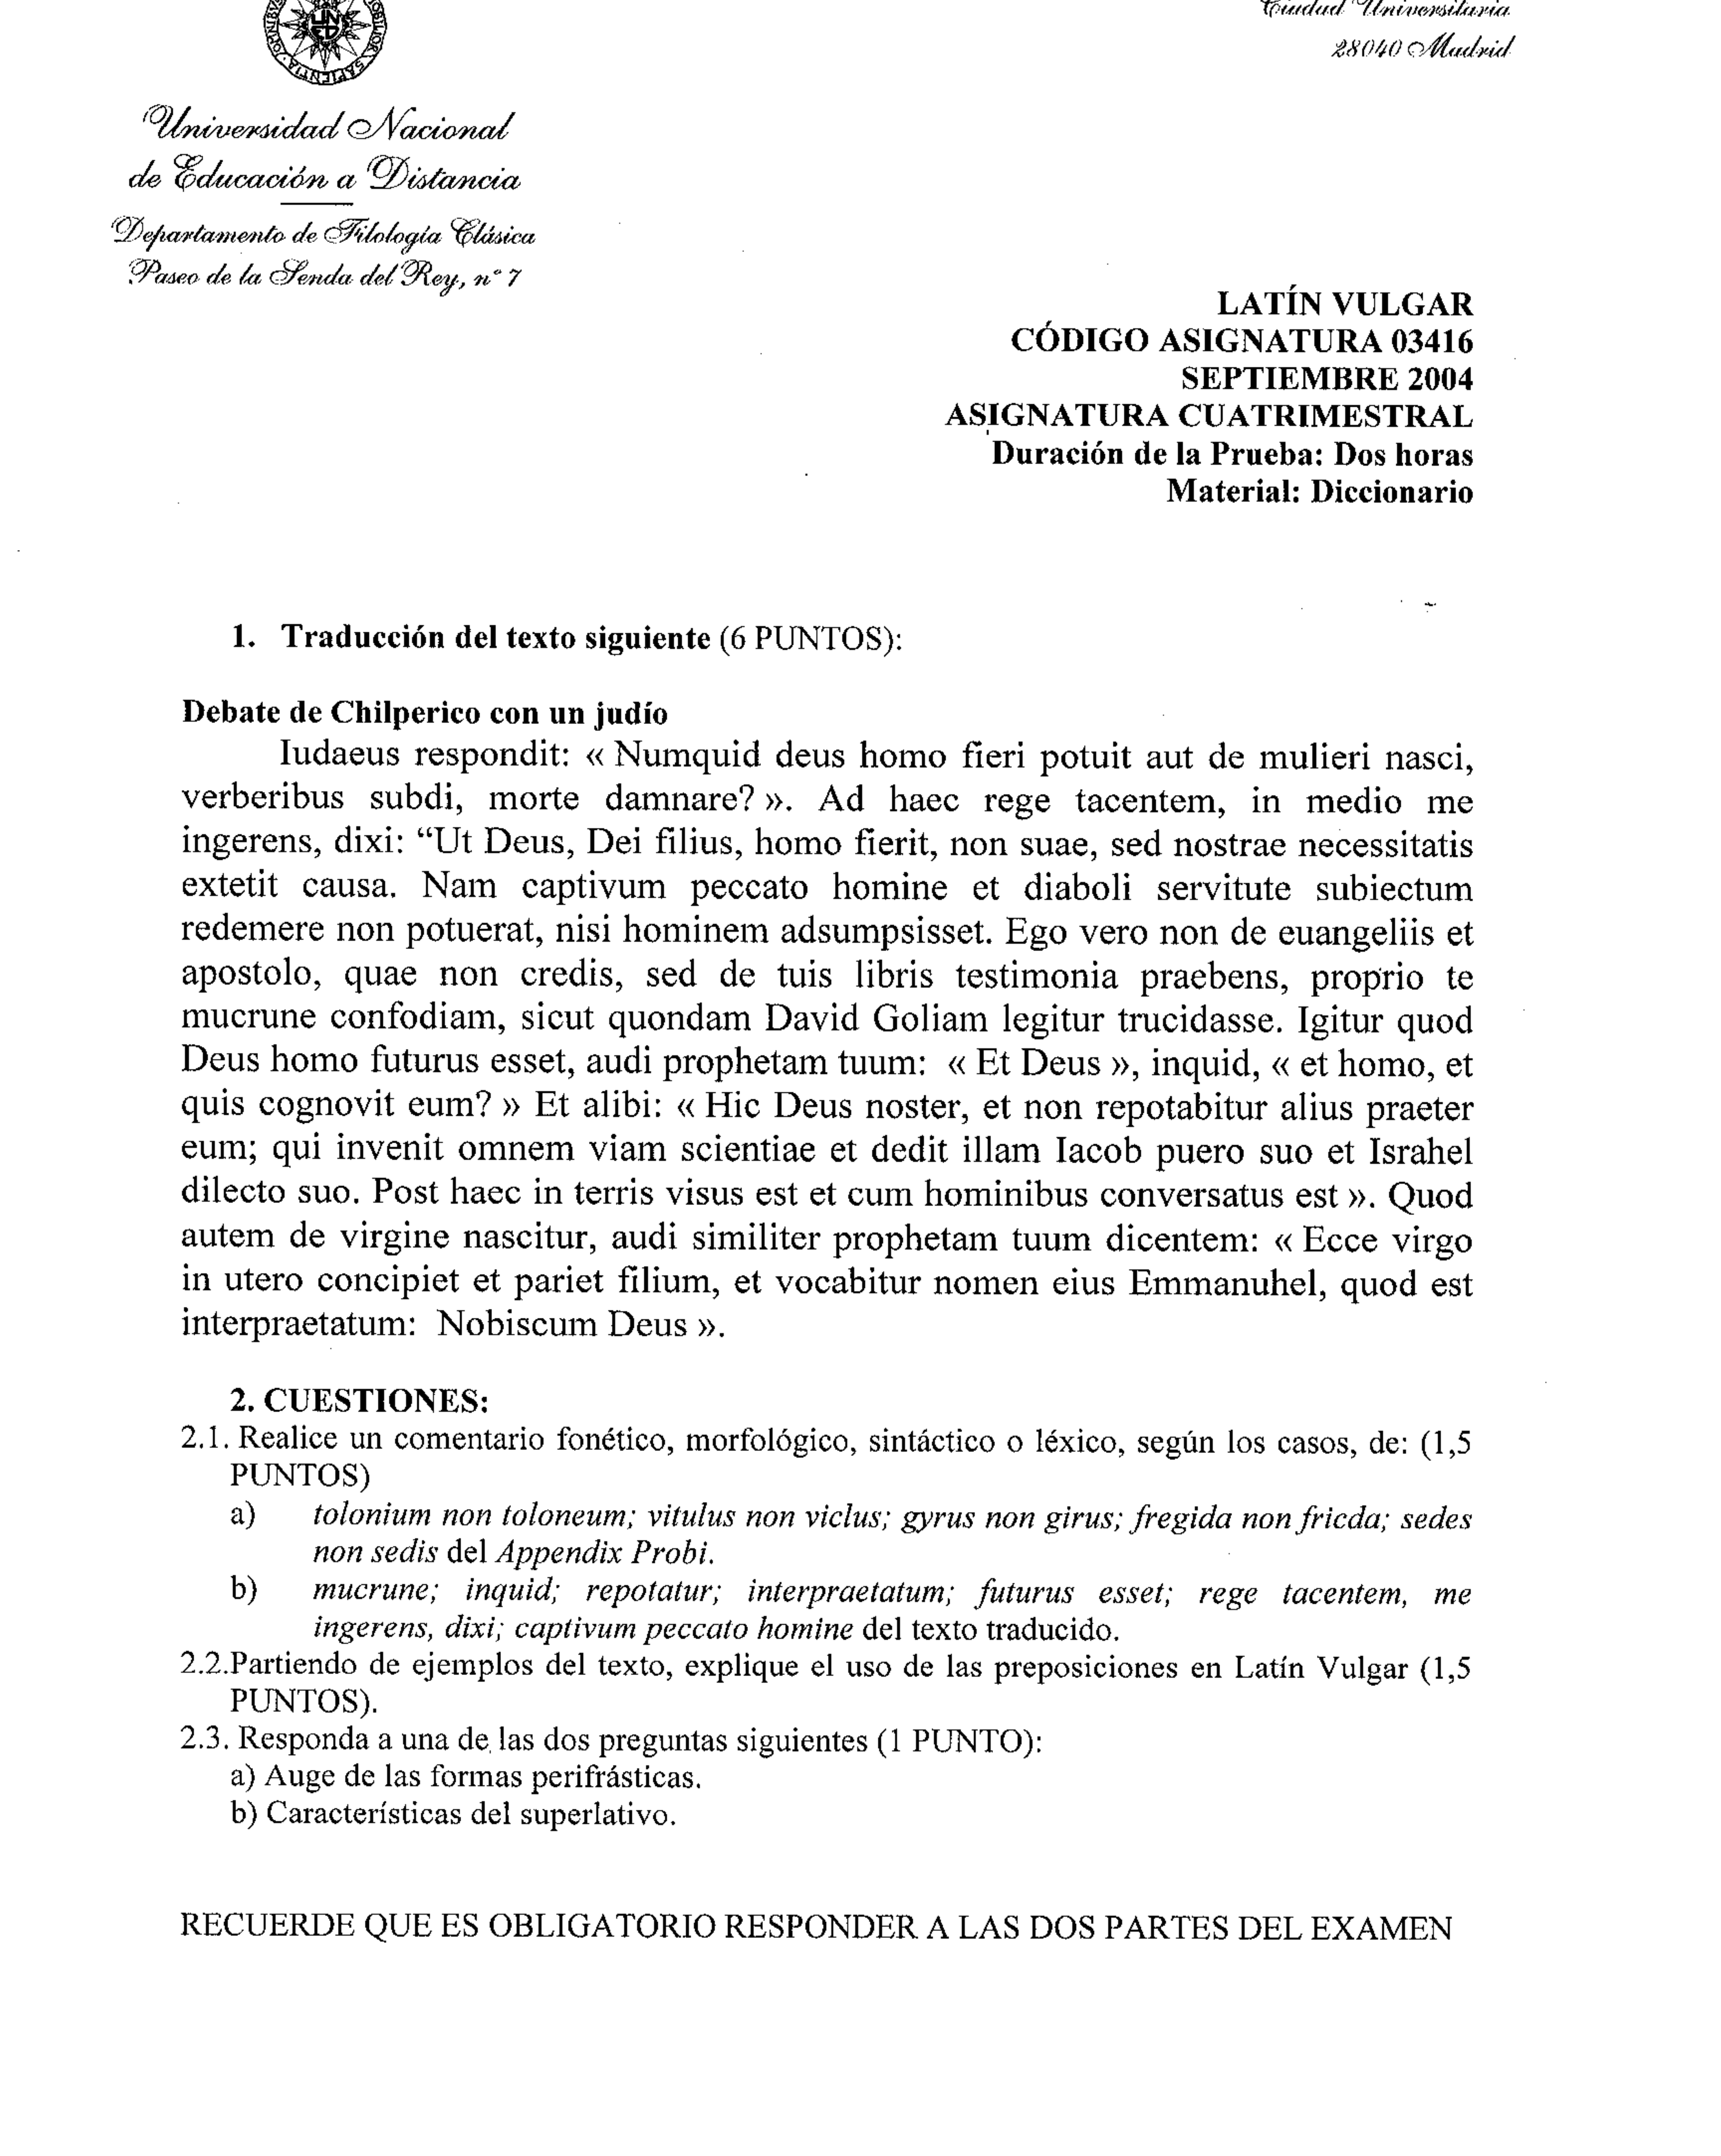 Ciudad Universitaria
28040 Madrid
OMNIBUS MOBILIOR SAPIENTIA
UNED
Universidad Nacional
de Educación a Distancia
Departamento de Filología Clásica
Paseo de la Senda del Rey, nº 7
LATÍN VULGAR
CÓDIGO ASIGNATURA 03416
SEPTIEMBRE 2004
ASIGNATURA CUATRIMESTRAL
Duración de la Prueba: Dos horas
Material: Diccionario
1. Traducción del texto siguiente (6 PUNTOS):
Debate de Chilperico con un judío
Iudaeus respondit: « Numquid deus homo fieri potuit aut de mulieri nasci,
verberibus subdi, morte damnare? ». Ad haec rege tacentem, in medio me
ingerens, dixi: “Ut Deus, Dei filius, homo fierit, non suae, sed nostrae necessitatis
extetit causa. Nam captivum peccato homine et diaboli servitute subiectum
redemere non potuerat, nisi hominem adsumpsisset. Ego vero non de euangeliis et
apostolo, quae non credis, sed de tuis libris testimonia praebens, proprio te
mucrune confodiam, sicut quondam David Goliam legitur trucidasse. Igitur quod
Deus homo futurus esset, audi prophetam tuum: « Et Deus », inquid, « et homo, et
quis cognovit eum? » Et alibi: « Hic Deus noster, et non repotabitur alius praeter
eum; qui invenit omnem viam scientiae et dedit illam Iacob puero suo et Israhel
dilecto suo. Post haec in terris visus est et cum hominibus conversatus est ». Quod
autem de virgine nascitur, audi similiter prophetam tuum dicentem: « Ecce virgo
in utero concipiet et pariet filium, et vocabitur nomen eius Emmanuhel, quod est
interpraetatum: Nobiscum Deus ».
2. CUESTIONES:
2.1. Realice un comentario fonético, morfológico, sintáctico o léxico, según los casos, de: (1,5
PUNTOS)
a) tolonium non toloneum; vitulus non viclus; gyrus non girus; fregida non fricda; sedes
non sedis del Appendix Probi.
b) mucrune; inquid; repotatur; interpraetatum; futurus esset; rege tacentem, me
ingerens, dixi; captivum peccato homine del texto traducido.
2.2.Partiendo de ejemplos del texto, explique el uso de las preposiciones en Latín Vulgar (1,5
PUNTOS).
2.3. Responda a una de las dos preguntas siguientes (1 PUNTO):
a) Auge de las formas perifrásticas.
b) Características del superlativo.
RECUERDE QUE ES OBLIGATORIO RESPONDER A LAS DOS PARTES DEL EXAMEN